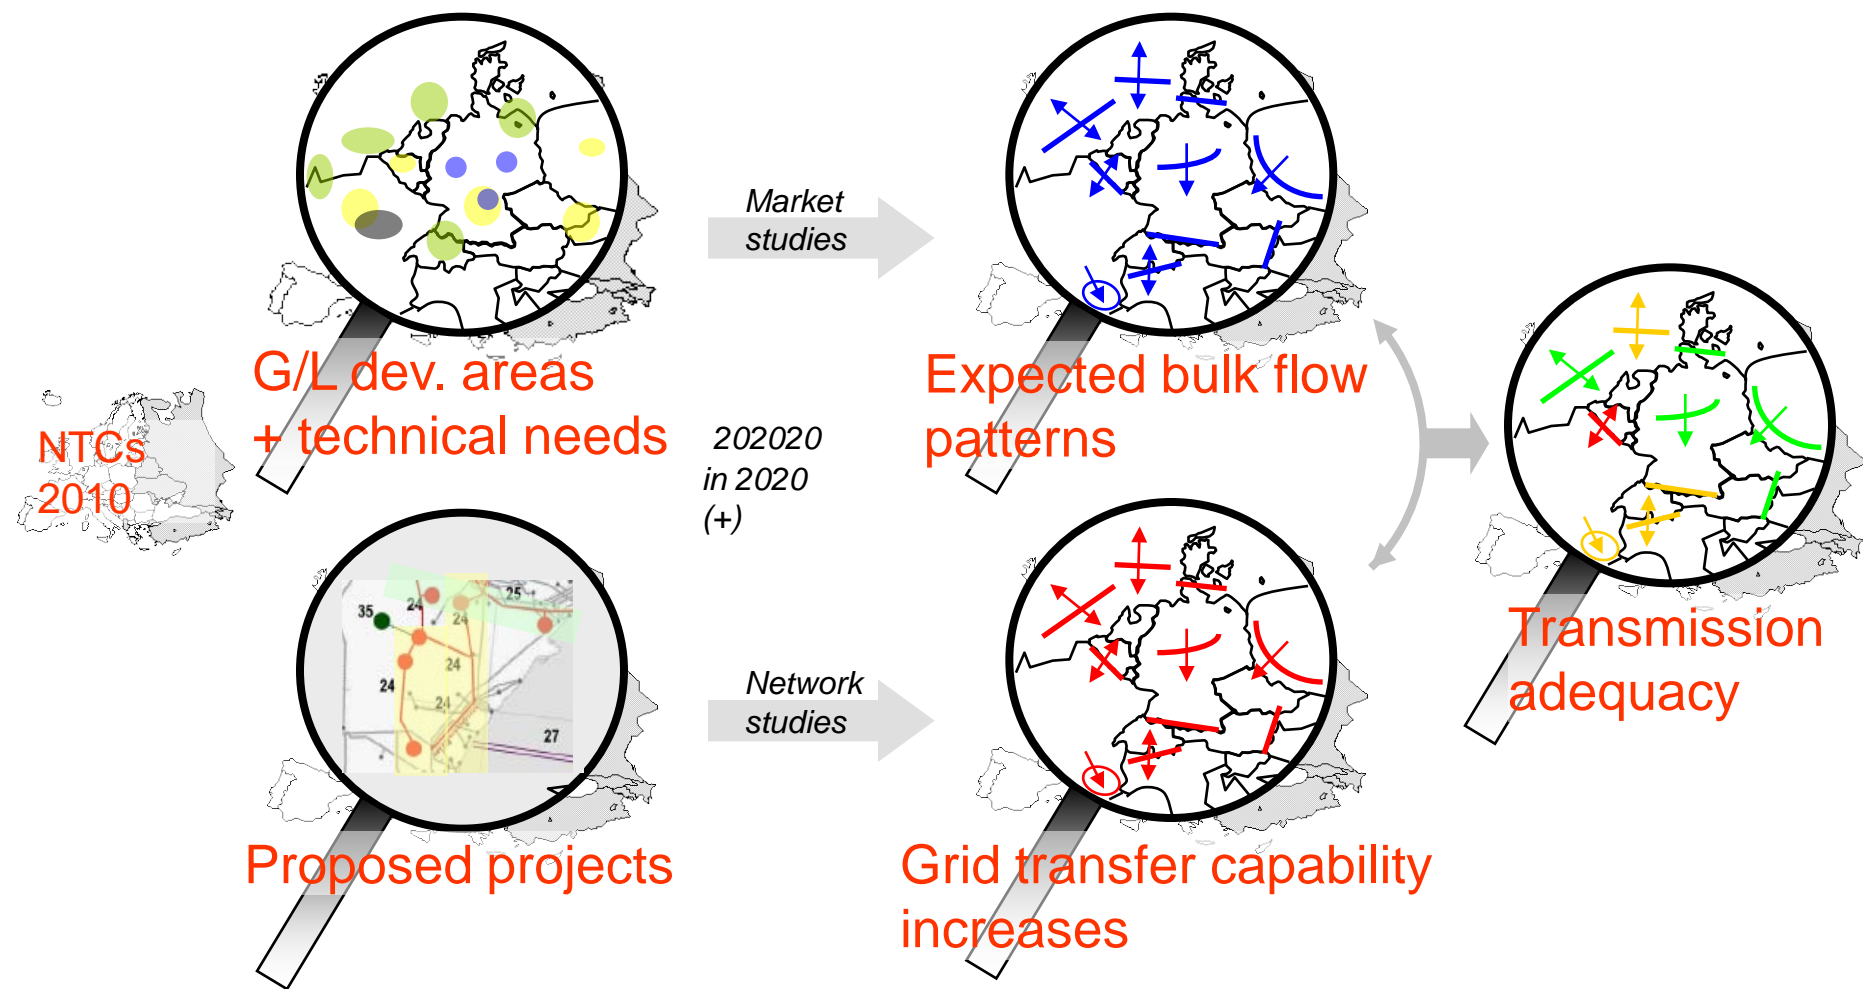 NTCs
2010
G/L dev. areas
+ technical needs
Market
studies
Expected bulk flow
patterns
202020
in 2020
(+)
35
24
24
25
24
24
24
27
Proposed projects
Network
studies
Grid transfer capability
increases
Transmission
adequacy